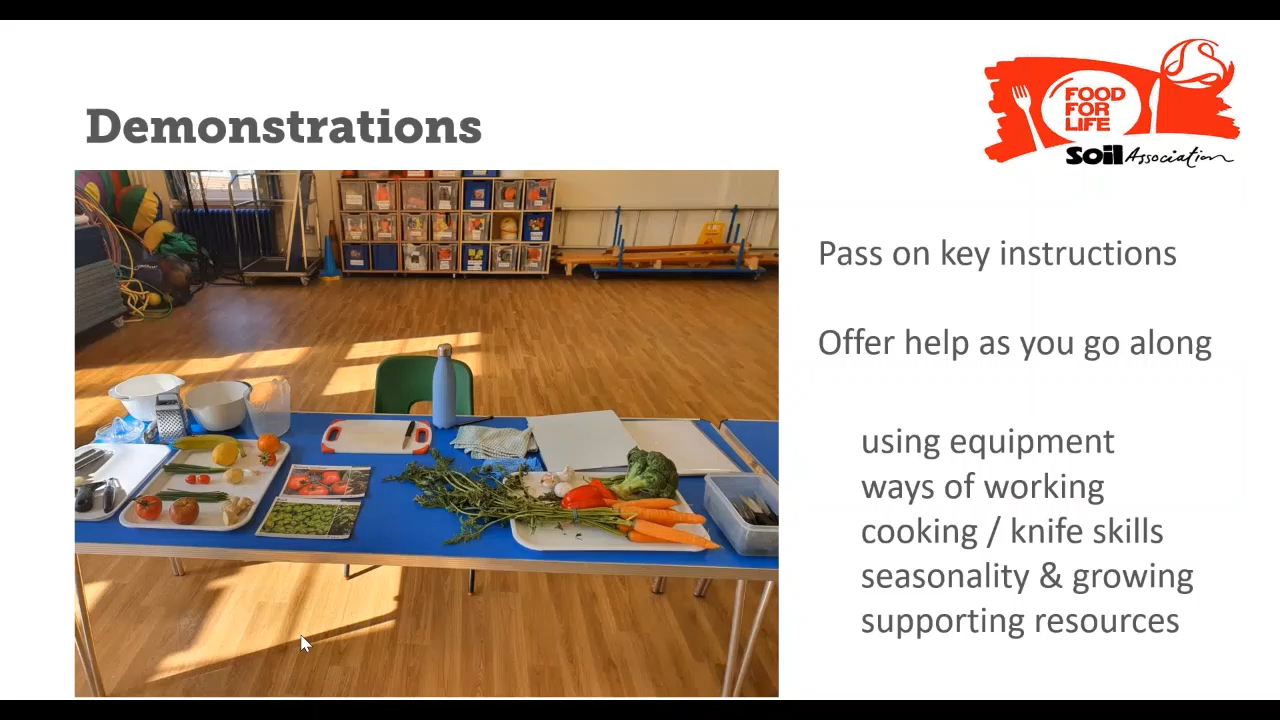 Demonstrations
FOOD
FOR
LIFE
Soil Association
Pass on key instructions
Offer help as you go along
using equipment
ways of working
cooking / knife skills
seasonality & growing
supporting resources